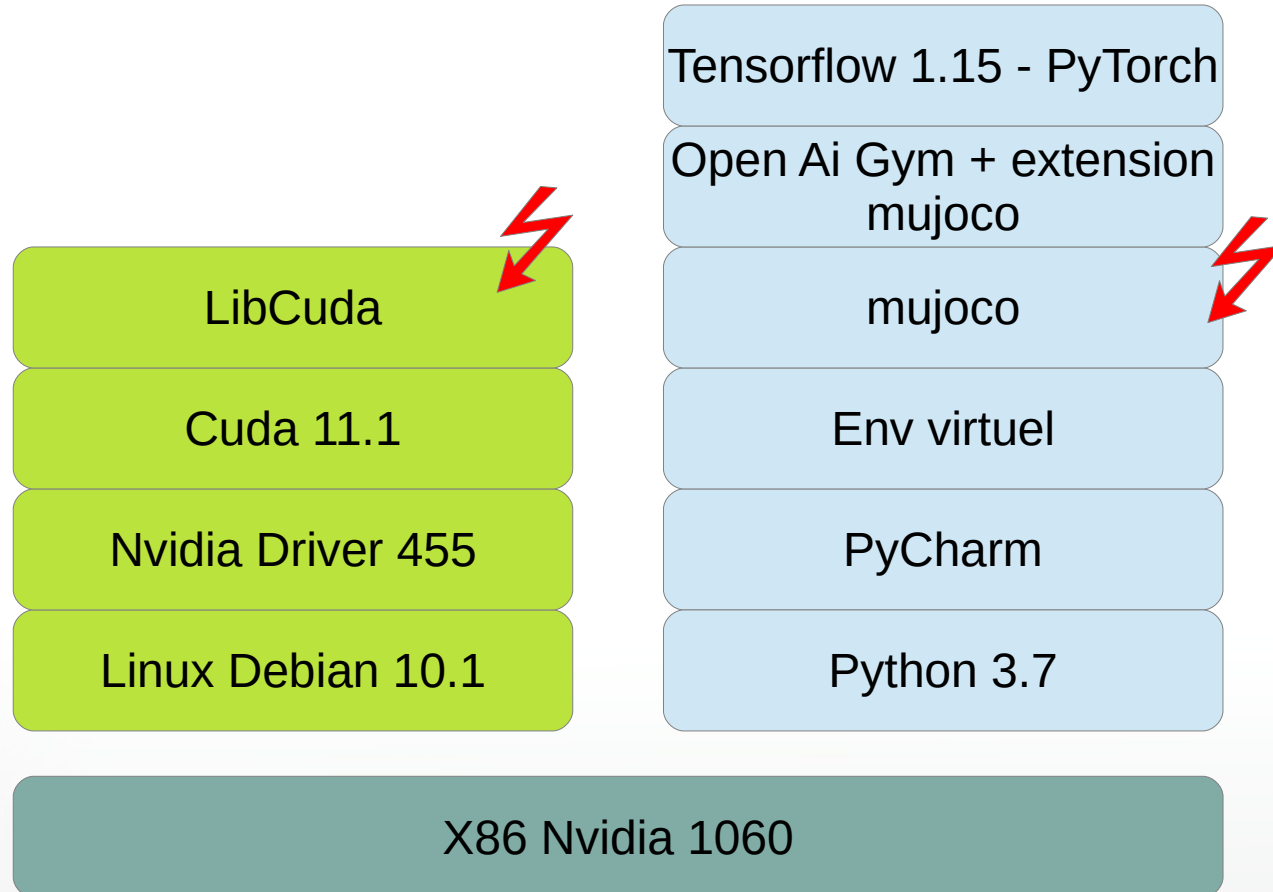 Tensorflow 1.15 - PyTorch
Open Ai Gym + extension
mujoco
LibCuda
mujoco
Cuda 11.1
Env virtuel
Nvidia Driver 455
PyCharm
Linux Debian 10.1
Python 3.7
X86 Nvidia 1060